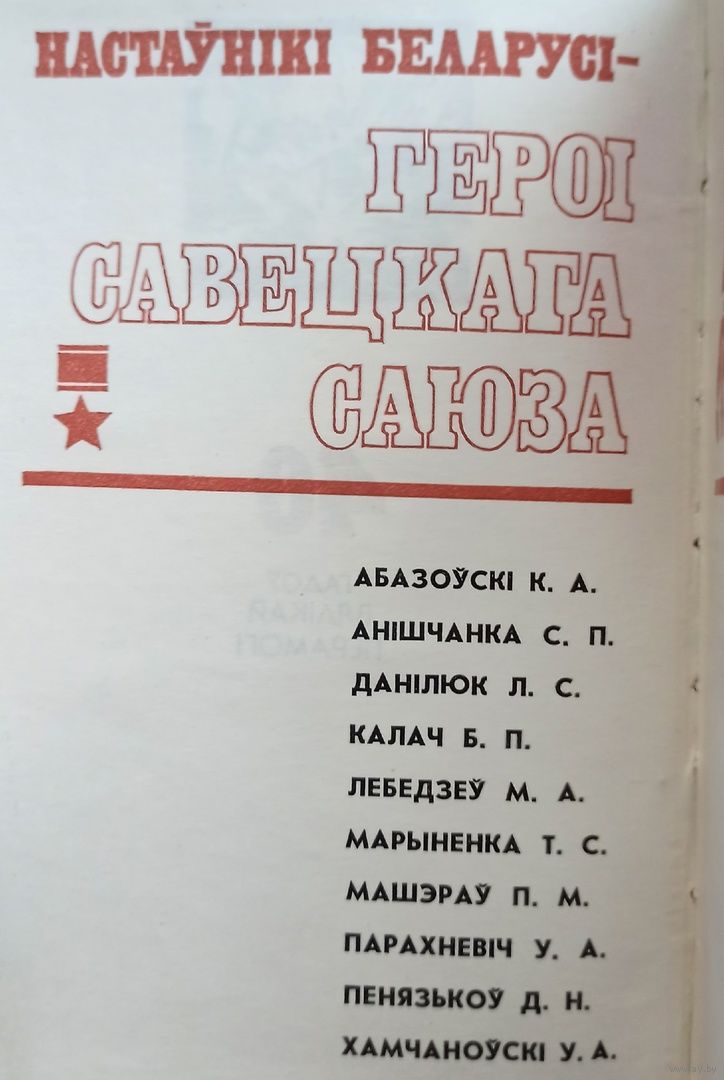 НАСТАЎНІКІ БЕЛАРУСІ–
ГЕРОІ
САВЕЦКАГА
САЮЗА
АБАЗОЎСКІ К. А.
АНІШЧАНКА С. П.
ДАНІЛЮК Л. С.
КАЛАЧ Б. П.
ЛЕБЕДЗЕЎ М. А.
МАРЫНЕНКА Т. С.
МАШЭРАЎ П. М.
ПАРАХНЕВІЧ У. А.
ПЕНЯЗЬКОЎ Д. Н.
ХАМЧАНОЎСКІ У. А.